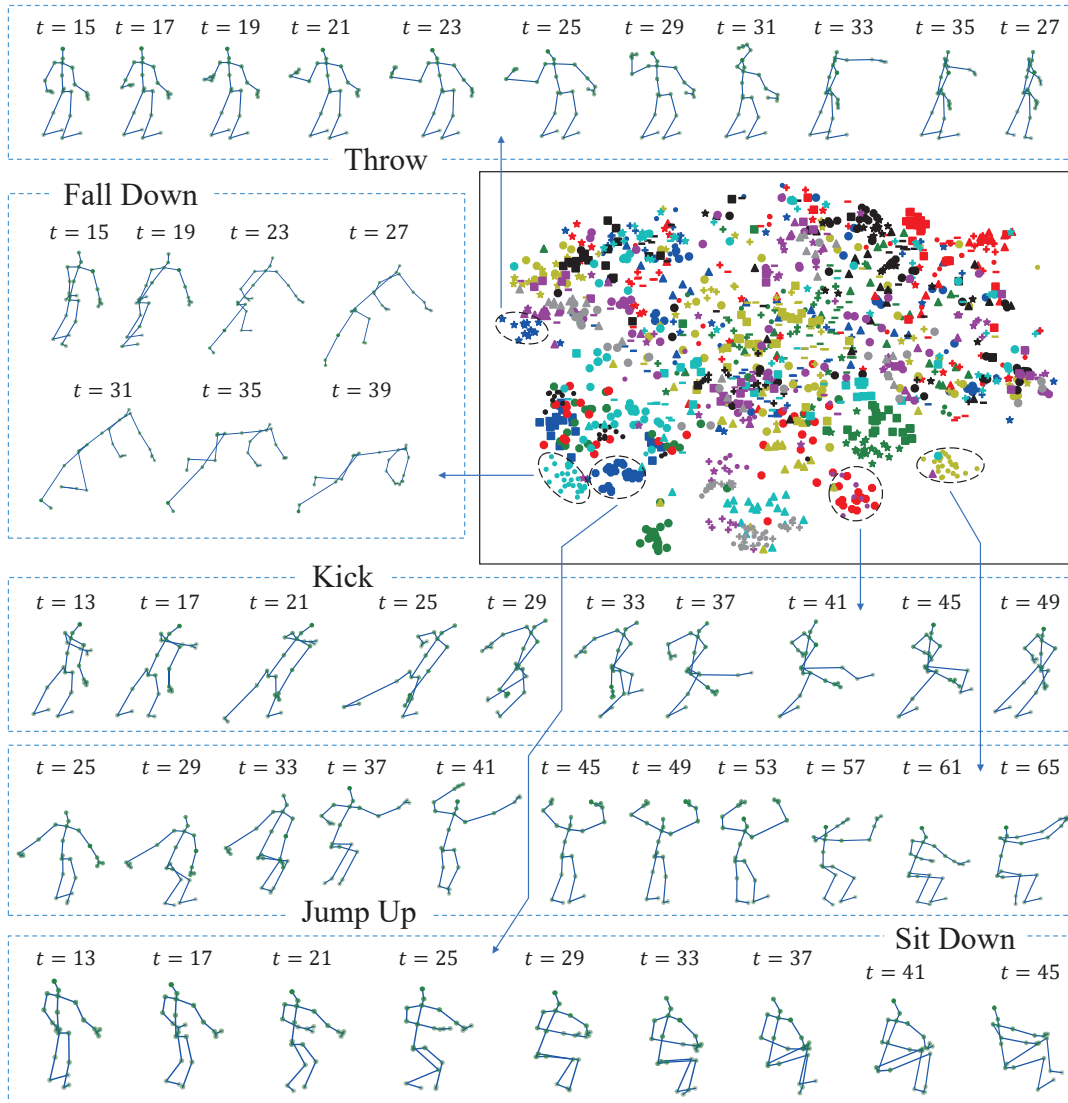 t = 15 t = 17 t = 19 t = 21 t = 23 t = 25 t = 29 t = 31 t = 33 t = 35 t = 27
Throw
Fall Down
t = 15 t = 19 t = 23 t = 27
t = 31 t = 35 t = 39
Kick
t = 13 t = 17 t = 21 t = 25 t = 29 t = 33 t = 37 t = 41 t = 45 t = 49
t = 25 t = 29 t = 33 t = 37 t = 41 t = 45 t = 49 t = 53 t = 57 t = 61 t = 65
Jump Up
Sit Down
t = 13 t = 17 t = 21 t = 25 t = 29 t = 33 t = 37 t = 41 t = 45